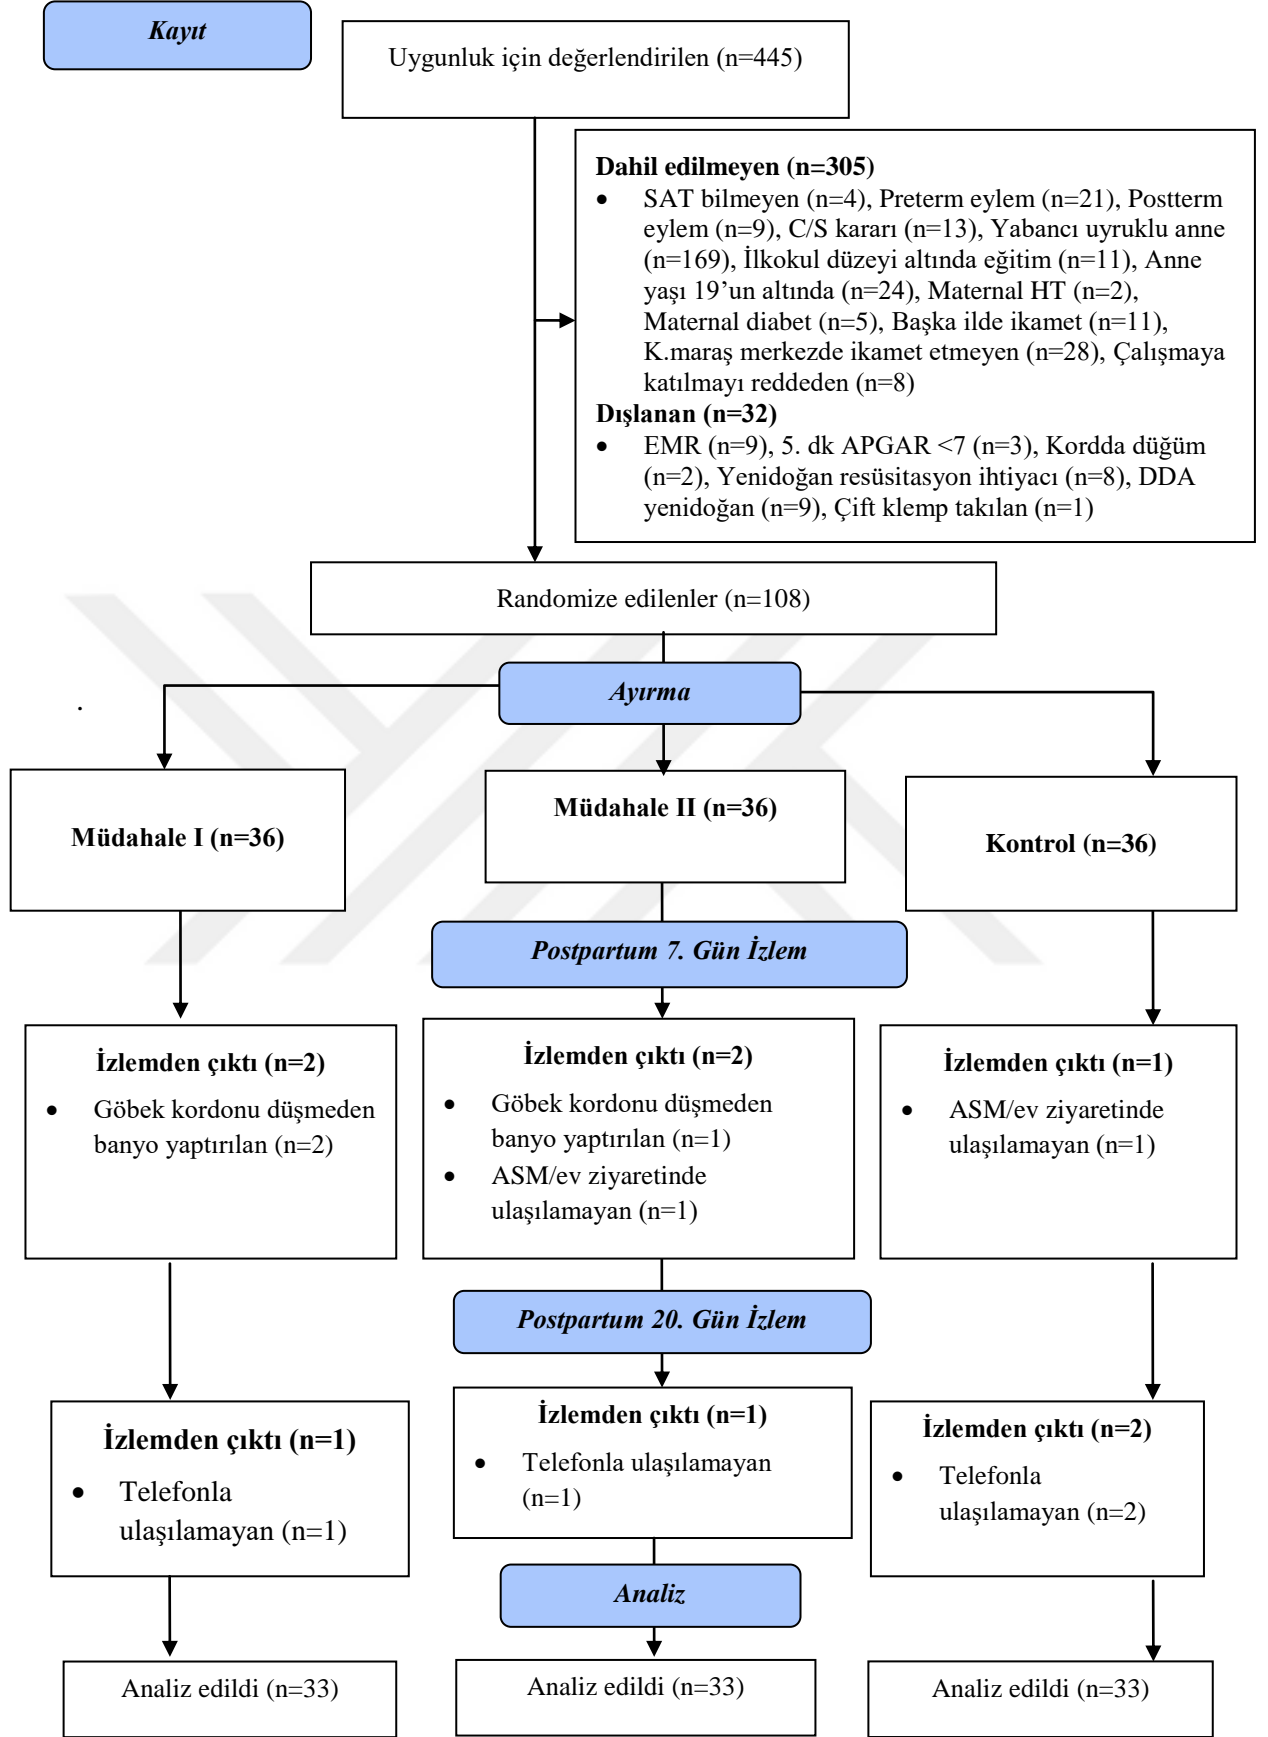 Kayıt
Uygunluk için değerlendirilen (n=445)
Dahil edilmeyen (n=305)
• SAT bilmeyen (n=4), Preterm eylem (n=21), Postterm
eylem (n=9), C/S kararı (n=13), Yabancı uyruklu anne
(n=169), İlkokul düzeyi altında eğitim (n=11), Anne
yaşı 19’un altında (n=24), Maternal HT (n=2),
Maternal diabet (n=5), Başka ilde ikamet (n=11),
K.maraş merkezde ikamet etmeyen (n=28), Çalışmaya
katılmayı reddeden (n=8)
Dışlanan (n=32)
• EMR (n=9), 5. dk APGAR <7 (n=3), Kordda düğüm
(n=2), Yenidoğan resüsitasyon ihtiyacı (n=8), DDA
yenidoğan (n=9), Çift klemp takılan (n=1)
Randomize edilenler (n=108)
Ayırma
.
Müdahale I (n=36)
Müdahale II (n=36)
Kontrol (n=36)
Postpartum 7. Gün İzlem
İzlemden çıktı (n=2)
• Göbek kordonu düşmeden
banyo yaptırılan (n=2)
İzlemden çıktı (n=2)
• Göbek kordonu düşmeden
banyo yaptırılan (n=1)
• ASM/ev ziyaretinde
ulaşılamayan (n=1)
İzlemden çıktı (n=1)
• ASM/ev ziyaretinde
ulaşılamayan (n=1)
Postpartum 20. Gün İzlem
İzlemden çıktı (n=1)
• Telefonla
ulaşılamayan (n=1)
İzlemden çıktı (n=1)
• Telefonla ulaşılamayan
(n=1)
İzlemden çıktı (n=2)
• Telefonla
ulaşılamayan (n=2)
Analiz
Analiz edildi (n=33)
Analiz edildi (n=33)
Analiz edildi (n=33)